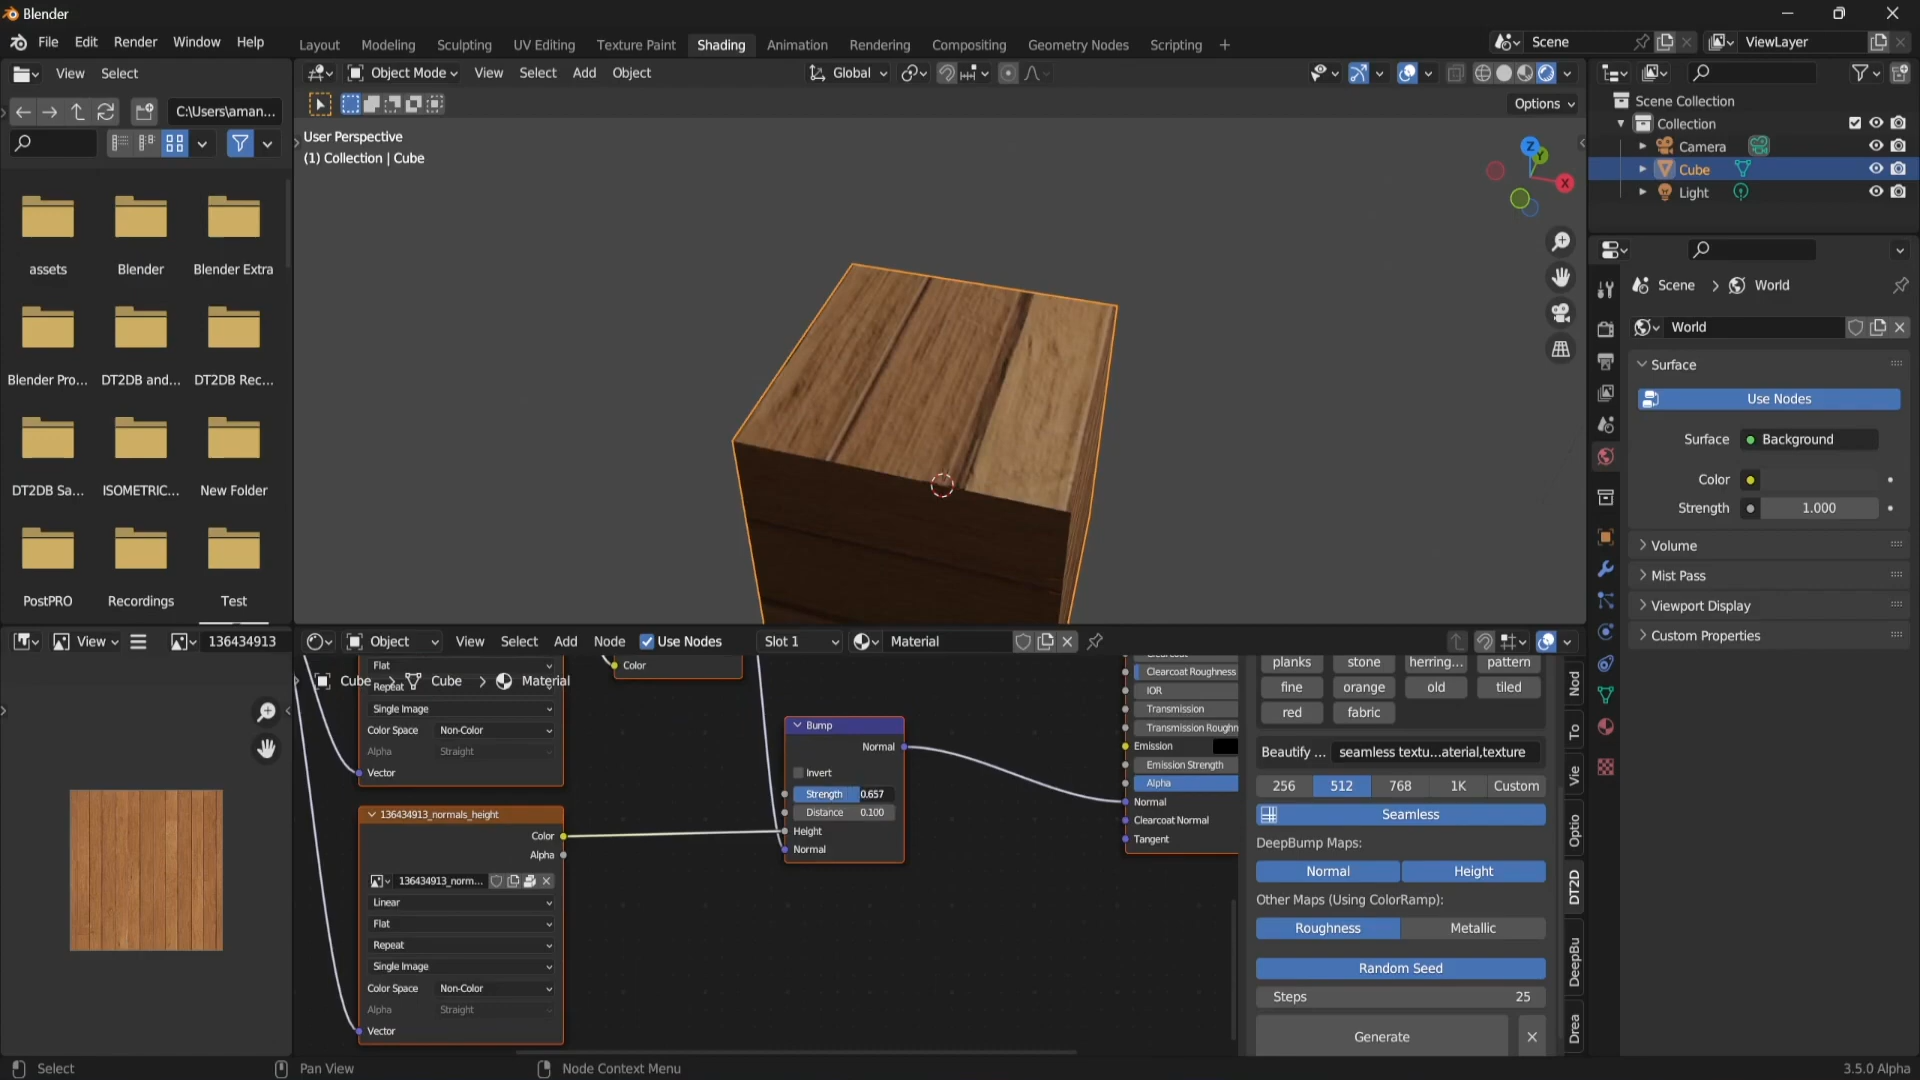 Blender
File Edit Render Window Help
Layout Modeling Sculpting UV Editing Texture Paint Shading Animation Rendering Compositing Geometry Nodes Scripting +
Scene
ViewLayer
View Select
C:\Users\aman...
Object Mode View Select Add Object
Global
Options
User Perspective
(1) Collection | Cube
Z
Y
X
assets
Blender
Blender Extra
Blender Pro...
DT2DB and...
DT2DB Rec...
DT2DB Sa...
ISOMETRIC...
New Folder
PostPRO
Recordings
Test
Scene Collection
Collection
Camera
Cube
Light
Scene > World
World
Surface
Use Nodes
Surface Background
Color
Strength 1.000
Volume
Mist Pass
Viewport Display
Custom Properties
View
136434913
Object View Select Add Node Use Nodes
Slot 1
Material
Cube > Cube > Material
Flat
Repeat
Single Image
Color Space Non-Color
Alpha Straight
Vector
Color
136434913_normals_height
Color
Alpha
136434913_norm...
Linear
Flat
Repeat
Single Image
Color Space Non-Color
Alpha Straight
Vector
Bump
Normal
Invert
Strength 0.657
Distance 0.100
Height
Normal
Clearcoat Roughness
IOR
Transmission
Transmission Roughn
Emission
Emission Strength
Alpha
Normal
Clearcoat Normal
Tangent
planks stone herring... pattern
fine orange old tiled
red fabric
Beautify ... seamless textu...aterial,texture
256 512 768 1K Custom
Seamless
DeepBump Maps:
Normal Height
Other Maps (Using ColorRamp):
Roughness Metallic
Random Seed
Steps 25
Generate
Nod
To
Vie
Optio
DT2D
DeepBu
Drea
Select
Pan View
Node Context Menu
3.5.0 Alpha